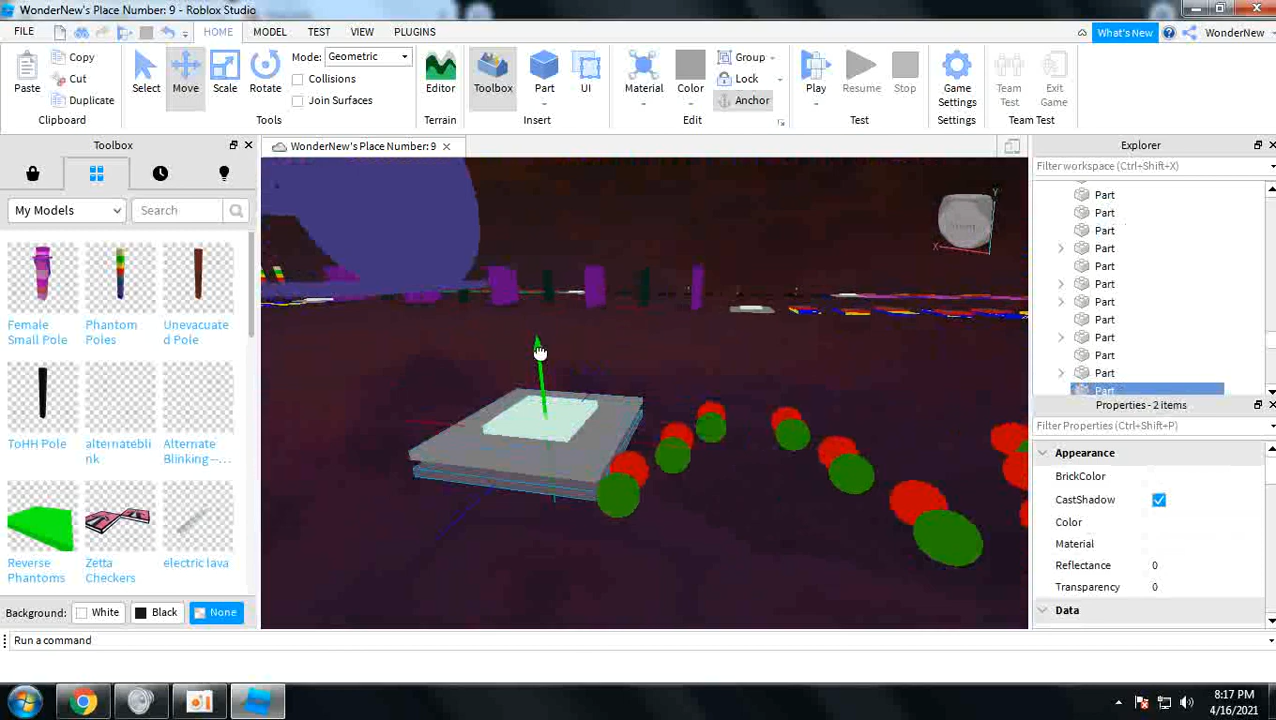 WonderNew's Place Number: 9 - Roblox Studio
FILE HOME MODEL TEST VIEW PLUGINS What's New WonderNew
Paste Copy Cut Duplicate Select Move Scale Rotate Mode: Geometric Collisions Join Surfaces Editor Toolbox Part UI Material Color Group Lock Anchor Play Resume Stop Game Settings Team Test Exit Game
Clipboard Tools Terrain Insert Edit Test Settings Team Test
Toolbox
WonderNew's Place Number: 9
Explorer
Filter workspace (Ctrl+Shift+X)
My Models Search
Part
Part
Part
Part
Part
Part
Part
Part
Part
Part
Part
Part
Female Small Pole
Phantom Poles
Unevacuate d Pole
ToHH Pole
alternatebli nk
Alternate Blinking--...
Reverse Phantoms
Zetta Checkers
electric lava
Background: White Black None
Properties - 2 items
Filter Properties (Ctrl+Shift+P)
Appearance
BrickColor
CastShadow
Color
Material
Reflectance 0
Transparency 0
Data
Run a command
8:17 PM
4/16/2021